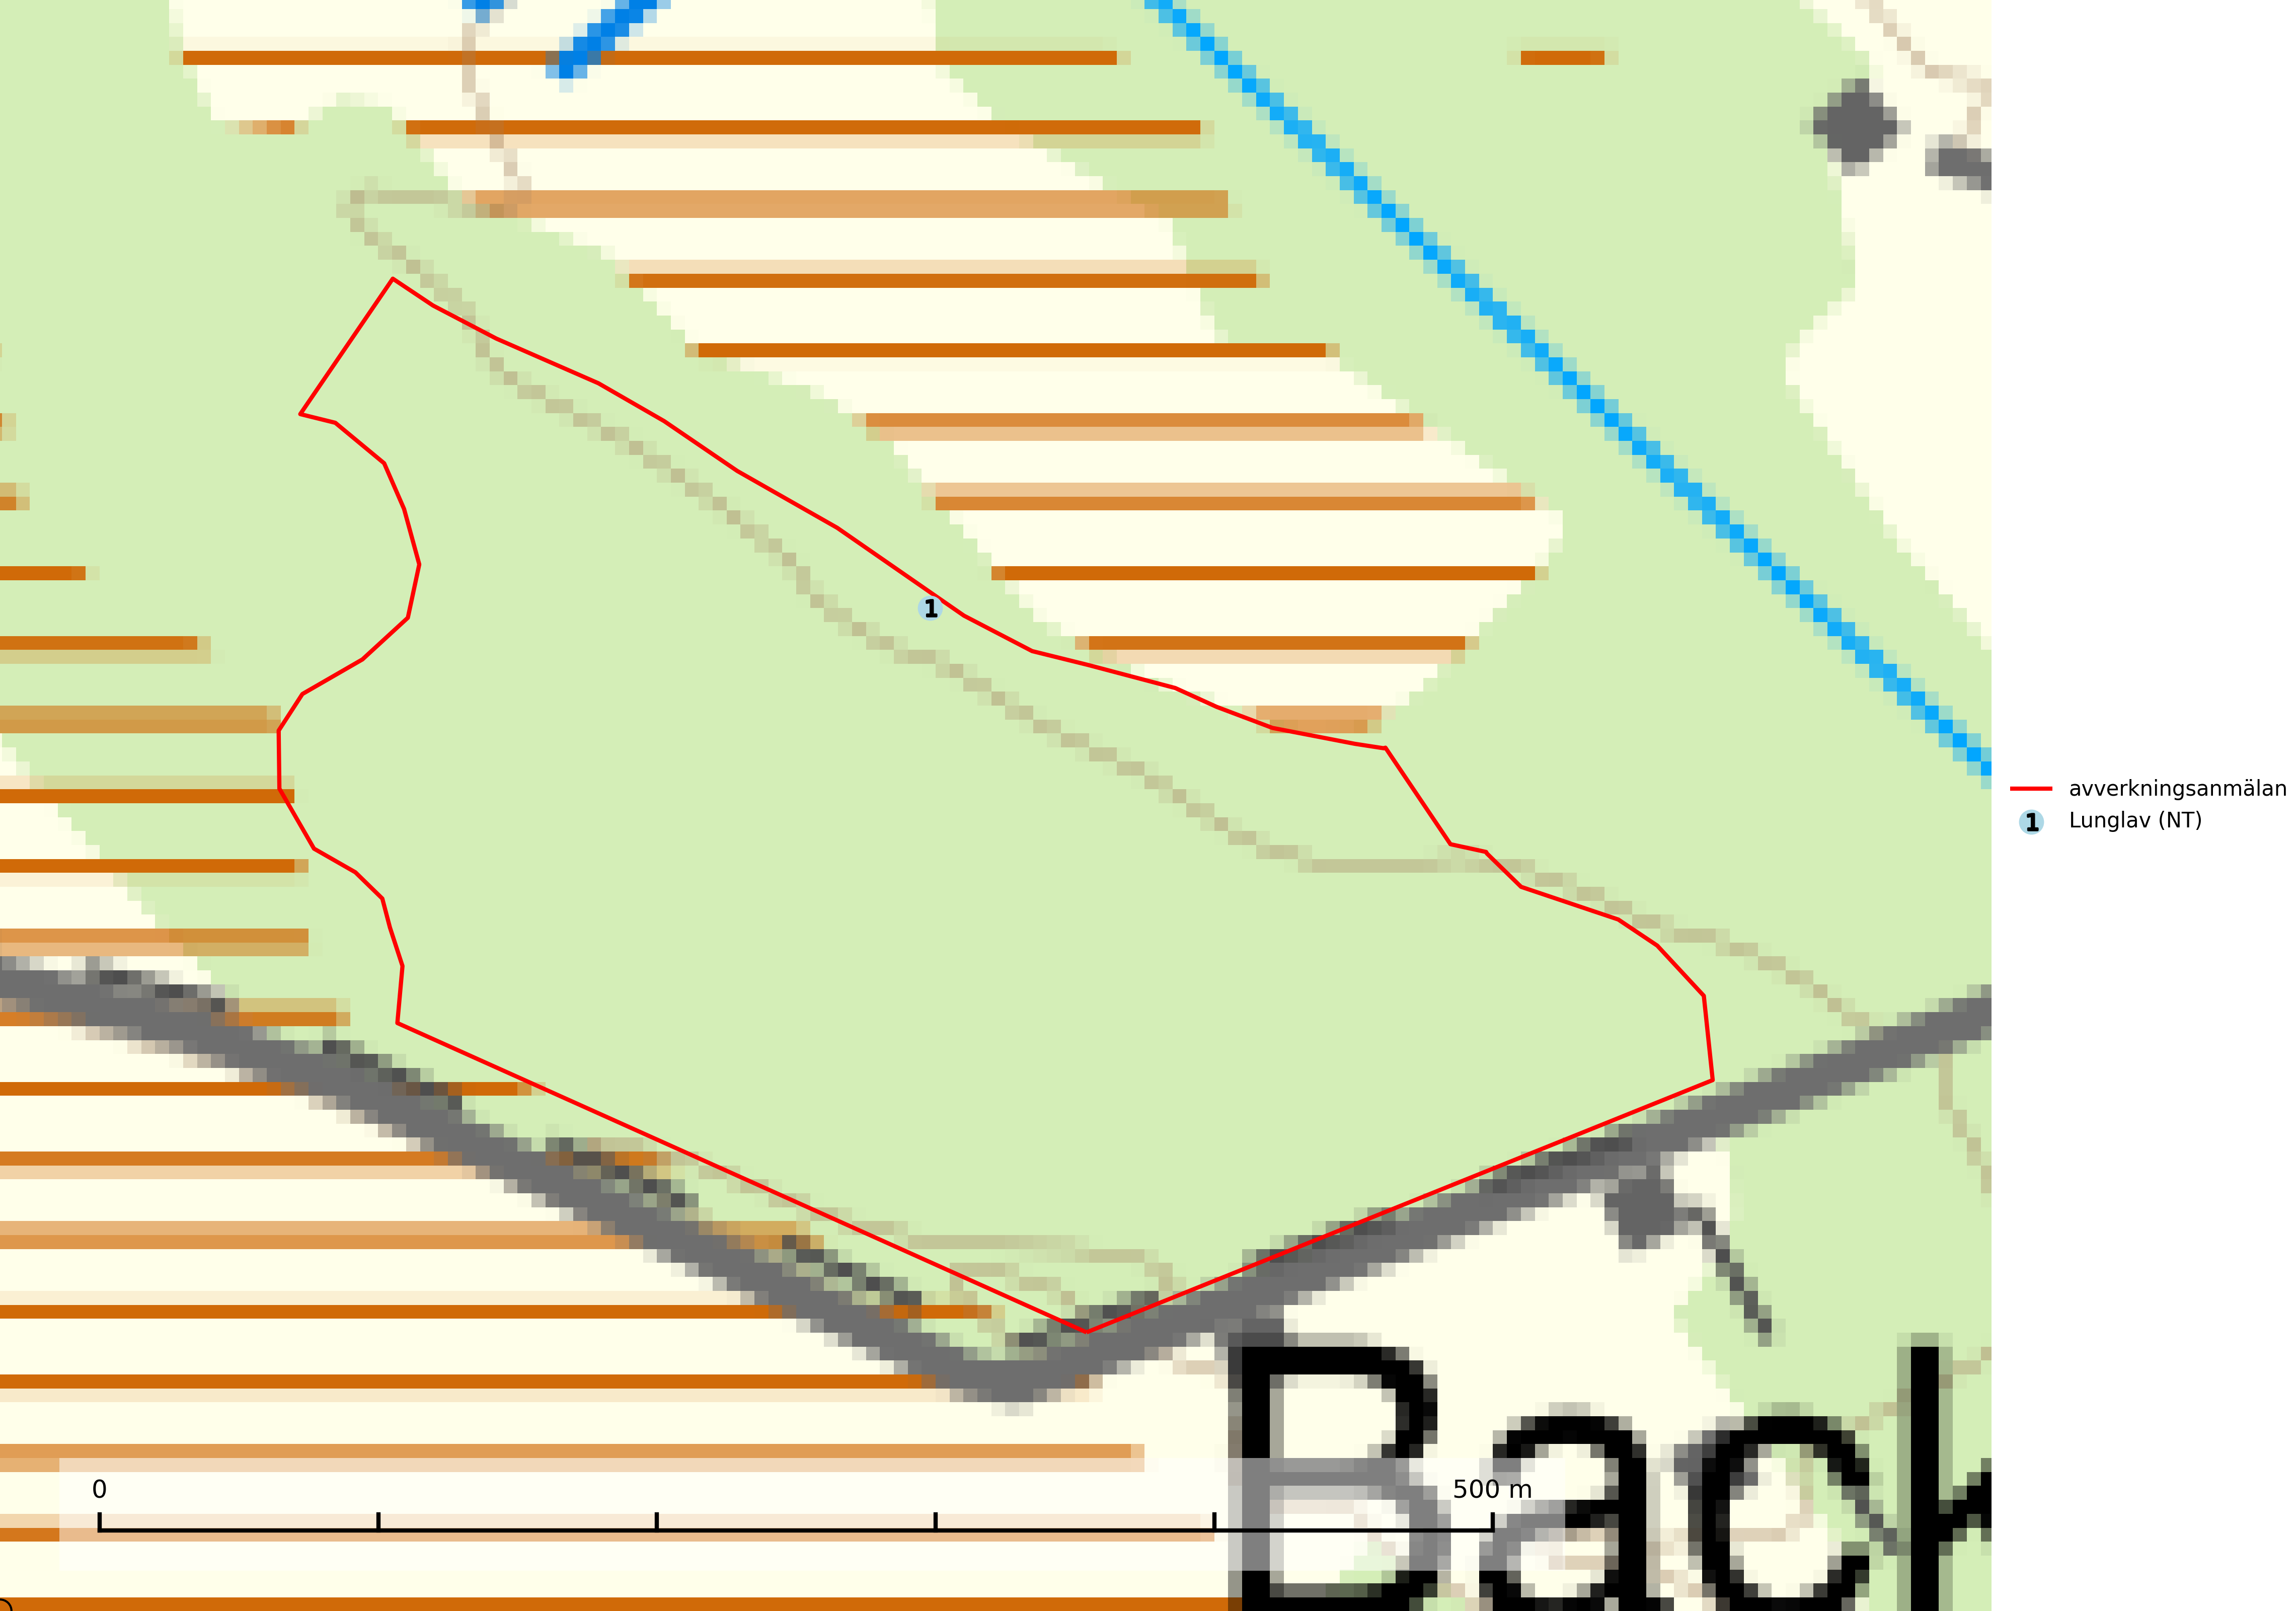 1
avverkningsanmälan
1 Lunglav (NT)
Back
0 500 m